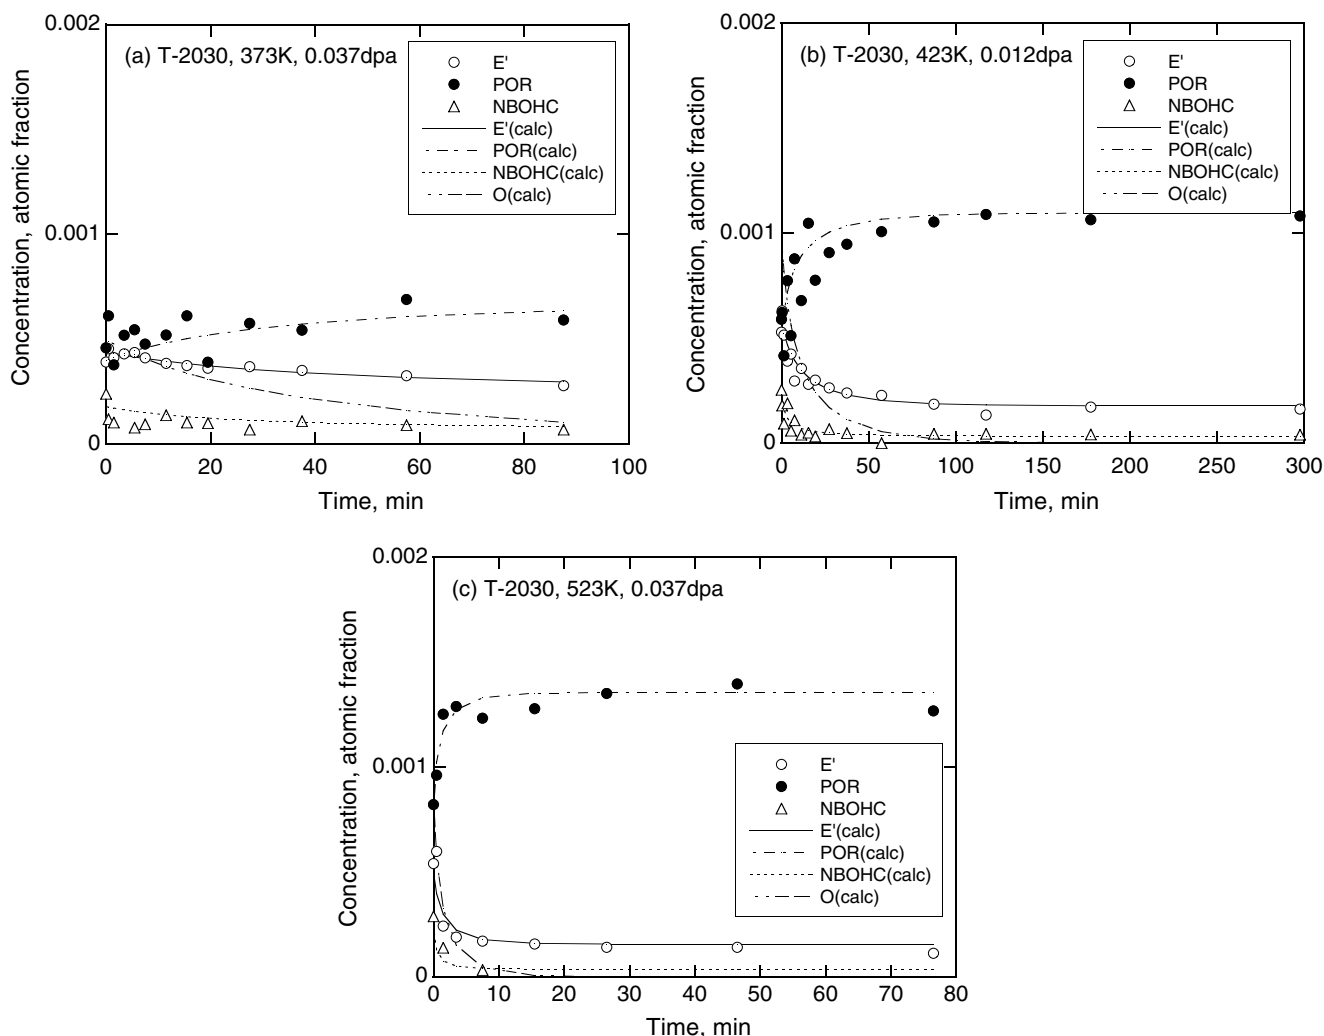 (a) T-2030, 373K, 0.037dpa
E'
POR
NBOHC
E'(calc)
POR(calc)
NBOHC(calc)
O(calc)
0.002
0.001
0
Concentration, atomic fraction
0 20 40 60 80 100
Time, min
(b) T-2030, 423K, 0.012dpa
E'
POR
NBOHC
E'(calc)
POR(calc)
NBOHC(calc)
O(calc)
0.002
0.001
0
Concentration, atomic fraction
0 50 100 150 200 250 300
Time, min
(c) T-2030, 523K, 0.037dpa
E'
POR
NBOHC
E'(calc)
POR(calc)
NBOHC(calc)
O(calc)
0.002
0.001
0
Concentration, atomic fraction
0 10 20 30 40 50 60 70 80
Time, min